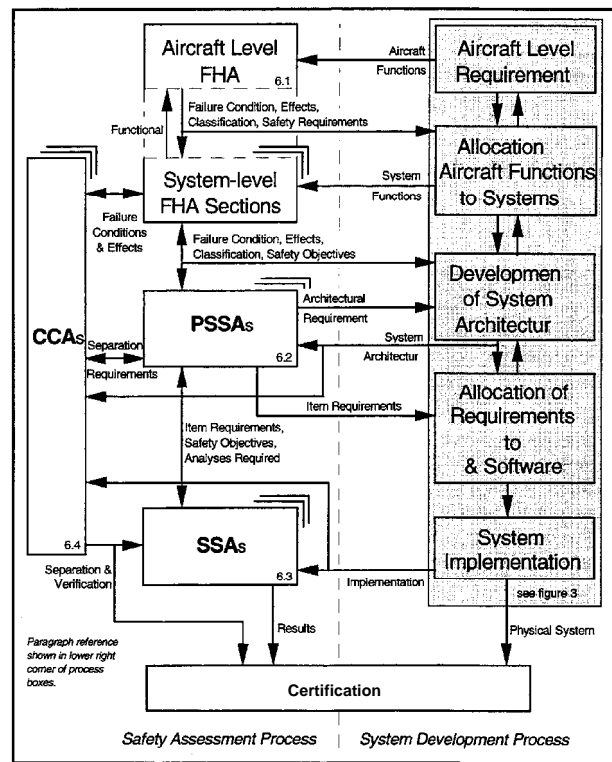 Aircraft Level
FHA
6.1
Aircraft
Functions
Aircraft Level
Requirement
Functional
Failure Condition, Effects,
Classification, Safety Requirements
Allocation
Aircraft Functions
to Systems
System-level
FHA Sections
System
Functions
Failure
Conditions
& Effects
Failure Condition, Effects,
Classification, Safety Objectives
Developmen
of System
Architectur
CCAs
6.4
PSSAs
6.2
Architectural
Requirement
Separation
Requirements
System
Architectur
Item Requirements
Allocation of
Requirements
to
& Software
Item Requirements,
Safety Objectives,
Analyses Required
SSAs
6.3
System
Implementation
see figure 3
Implementation
Separation &
Verification
Results
Physical System
Paragraph reference
shown in lower right
corner of process
boxes.
Certification
Safety Assessment Process
System Development Process